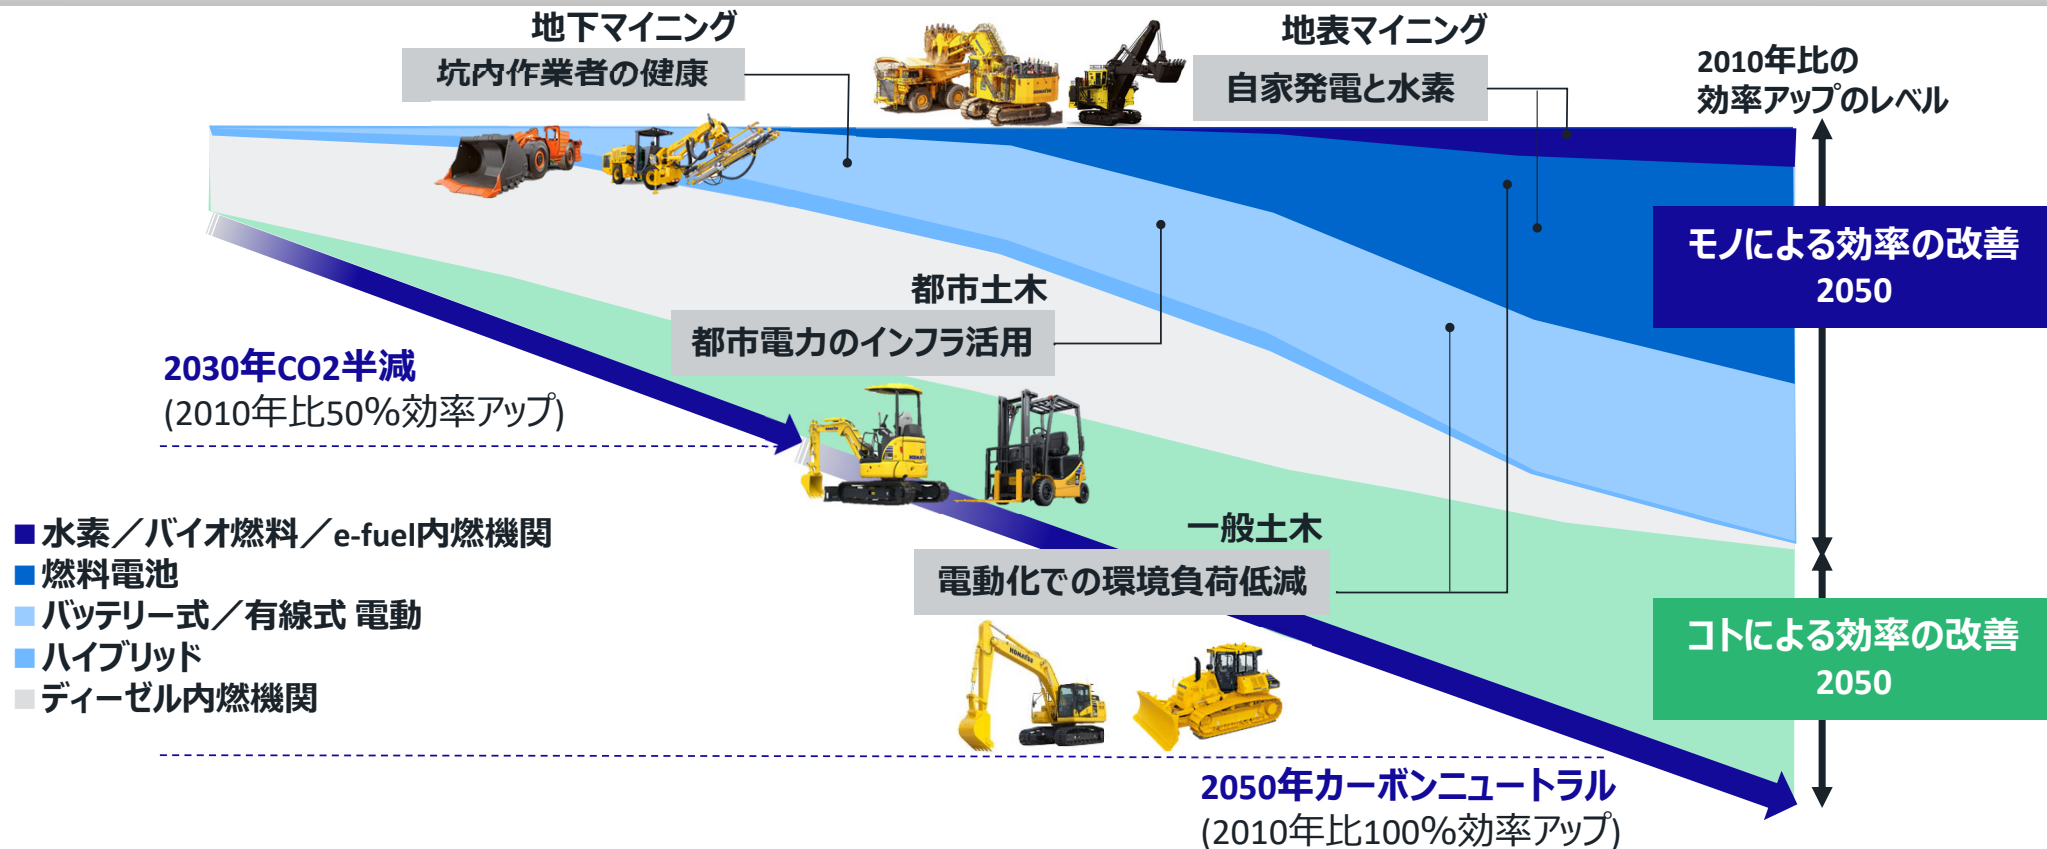 地下マイニング
坑内作業者の健康
地表マイニング
自家発電と水素
2010年比の
効率アップのレベル
モノによる効率の改善
2050
都市土木
都市電力のインフラ活用
2030年CO2半減
(2010年比50%効率アップ)
KOMATSU
■水素／バイオ燃料／e-fuel内燃機関
■燃料電池
■バッテリー式／有線式 電動
■ハイブリッド
■ディーゼル内燃機関
一般土木
電動化での環境負荷低減
KOMATSU
コトによる効率の改善
2050
2050年カーボンニュートラル
(2010年比100%効率アップ)